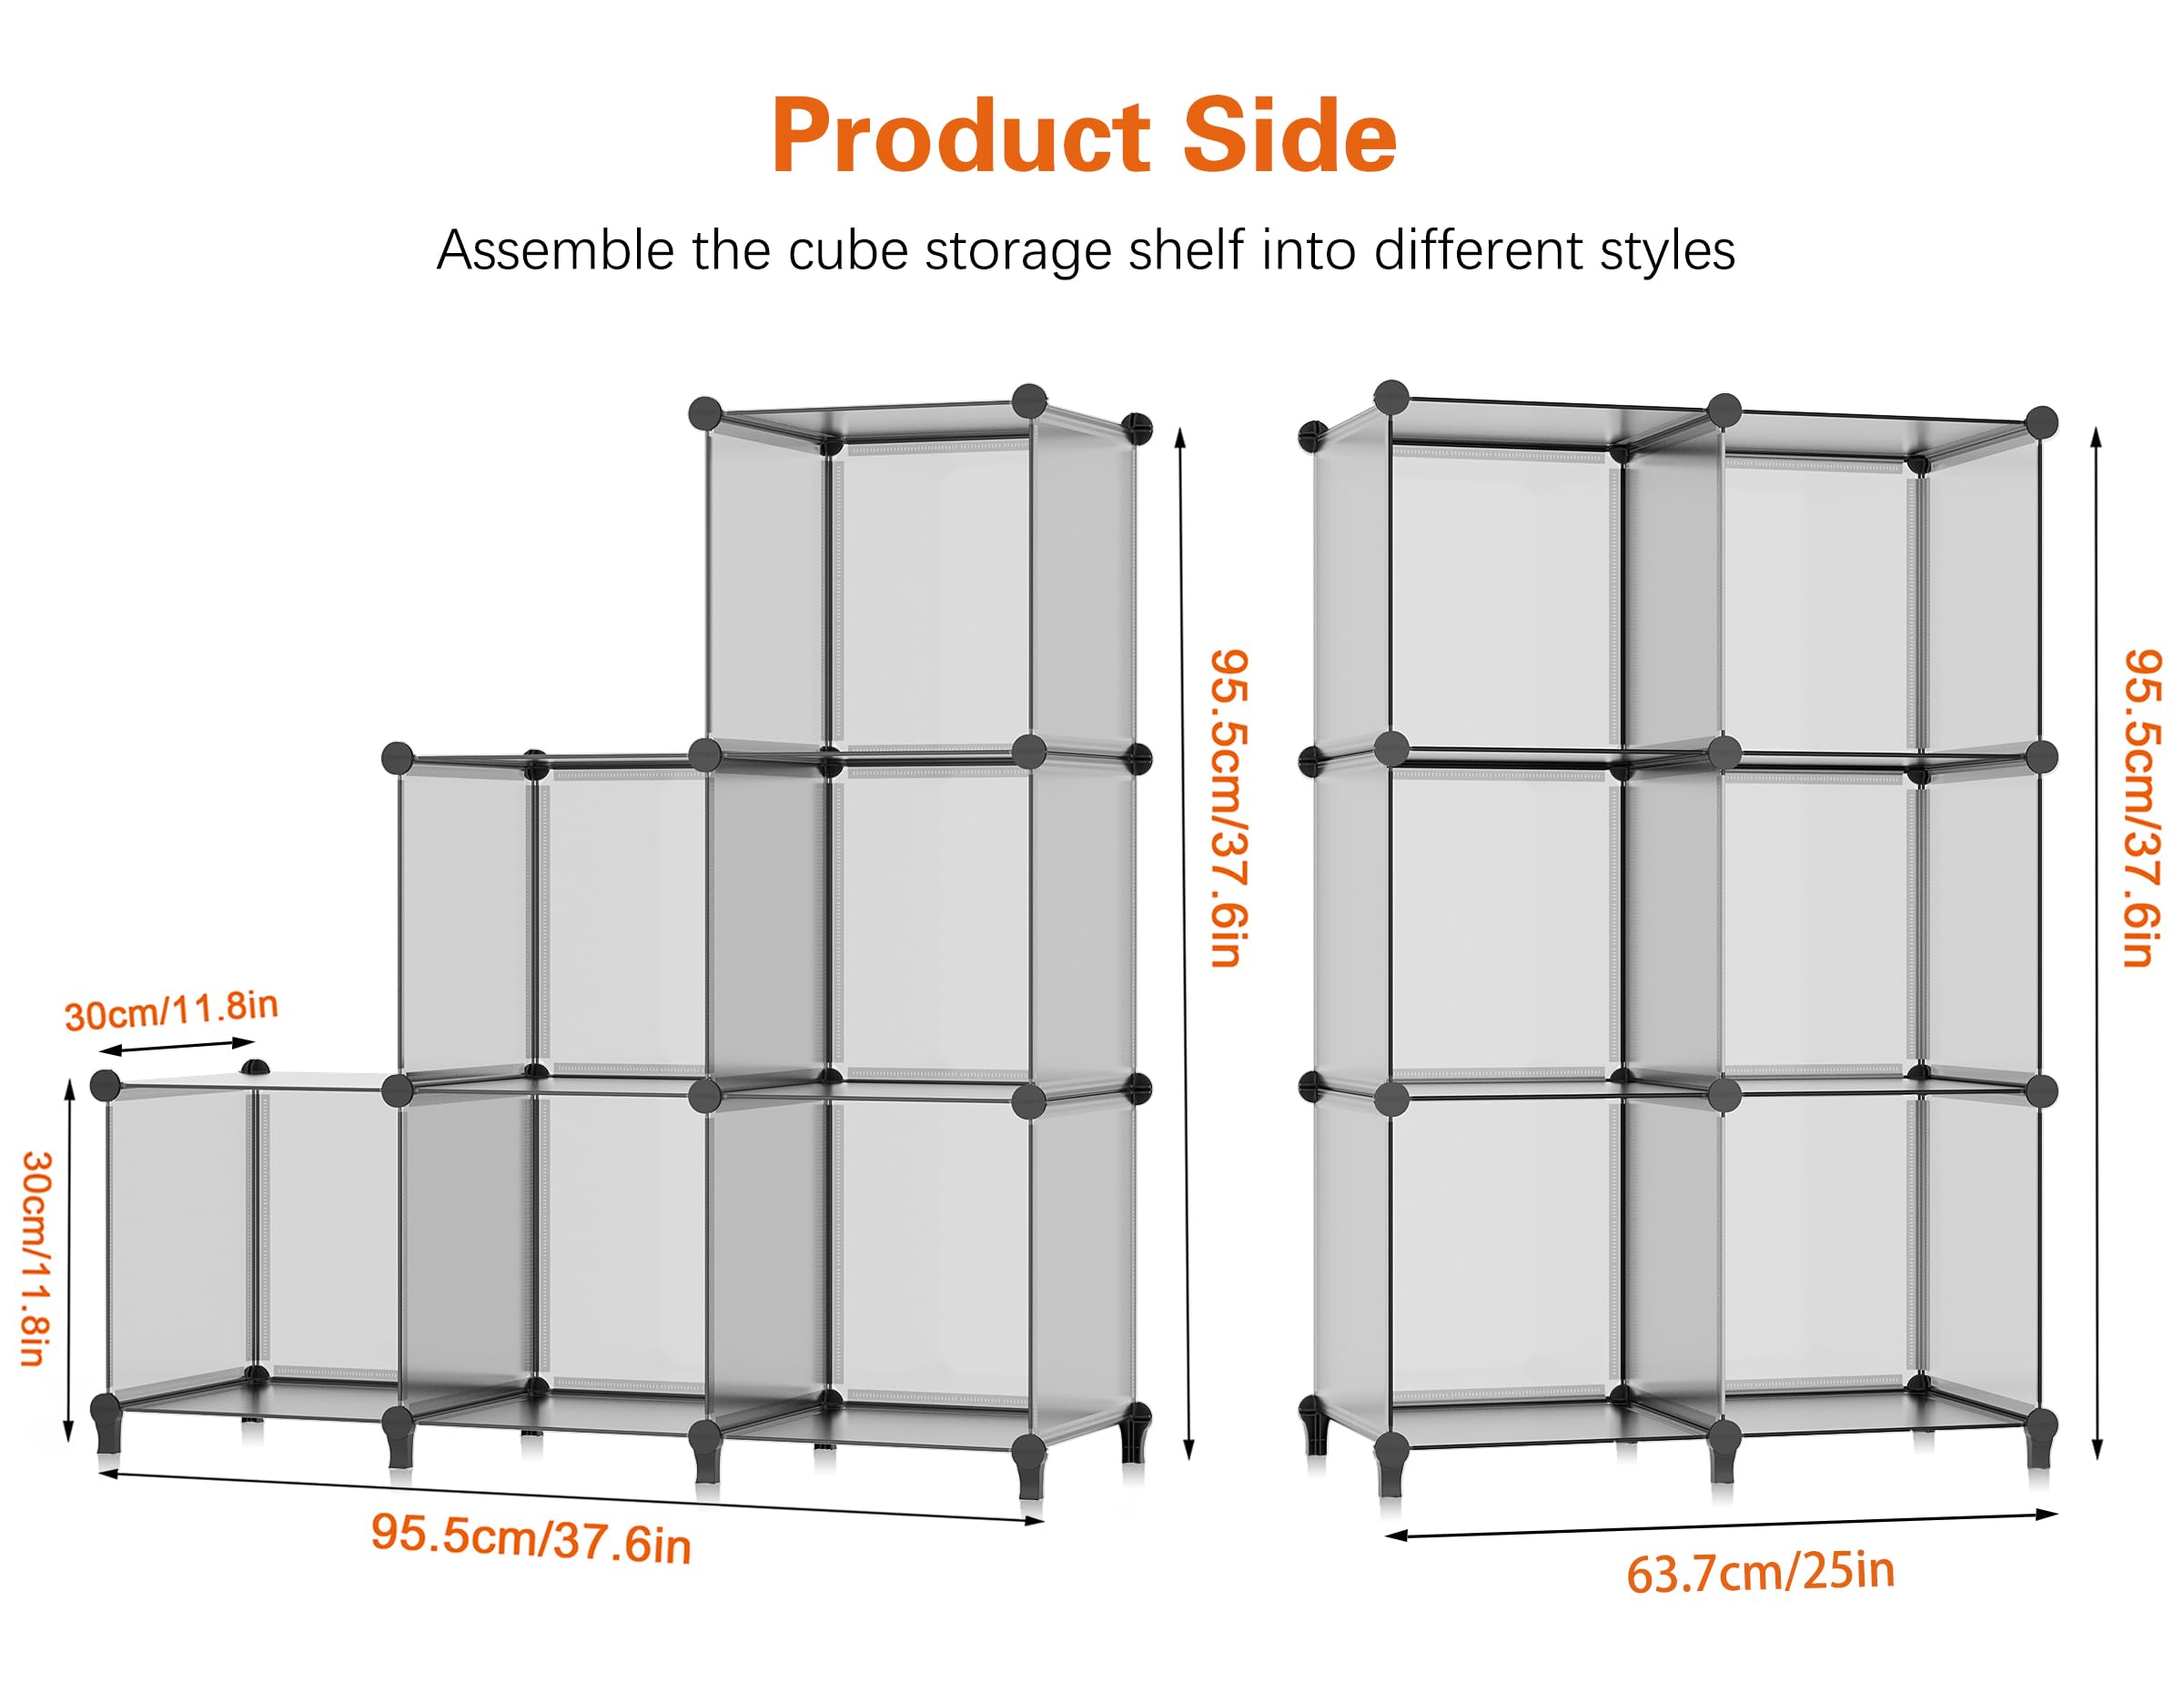 Product Side
Assemble the cube storage shelf into different styles
30cm/11.8in
30cm/11.8in
95.5cm/37.6in
95.5cm/37.6in
95.5cm/37.6in
63.7cm/25in